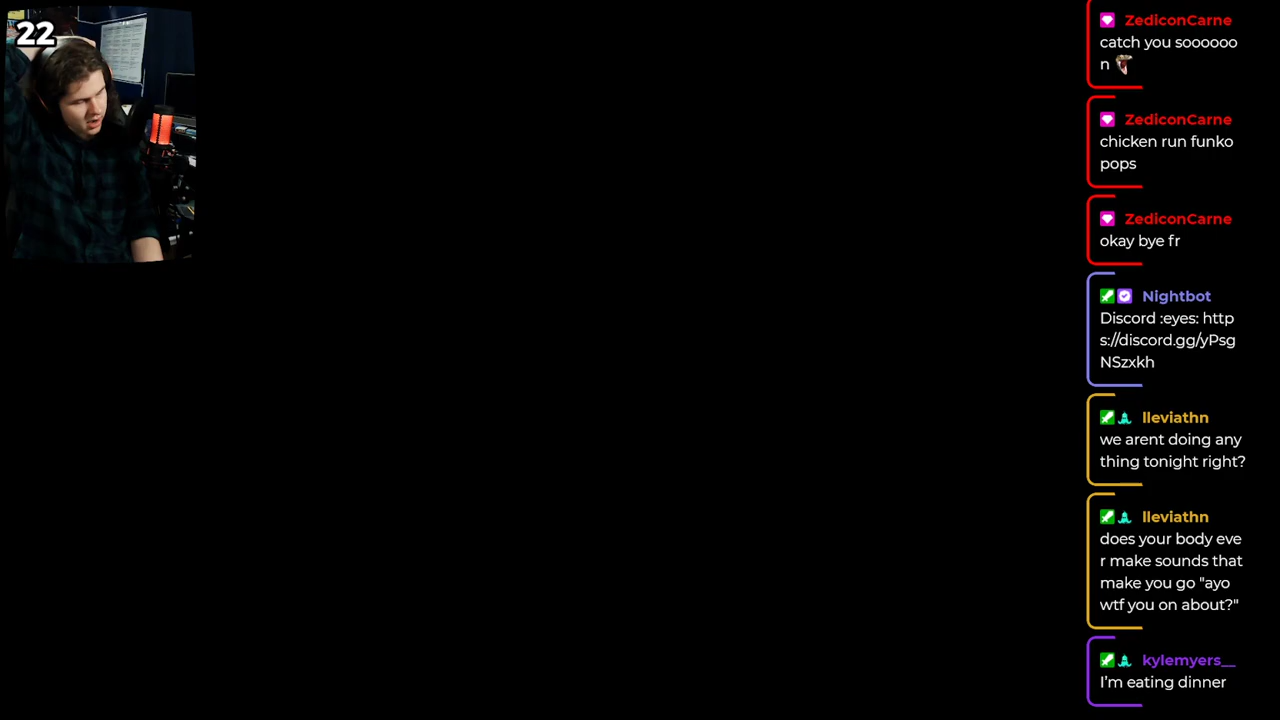 22
ZediconCarne
catch you soooooo
n
ZediconCarne
chicken run funko
pops
ZediconCarne
okay bye fr
Nightbot
Discord :eyes: http
s://discord.gg/yPsg
NSzxkh
lleviathn
we arent doing any
thing tonight right?
lleviathn
does your body eve
r make sounds that
make you go "ayo
wtf you on about?"
kylemyers__
I'm eating dinner